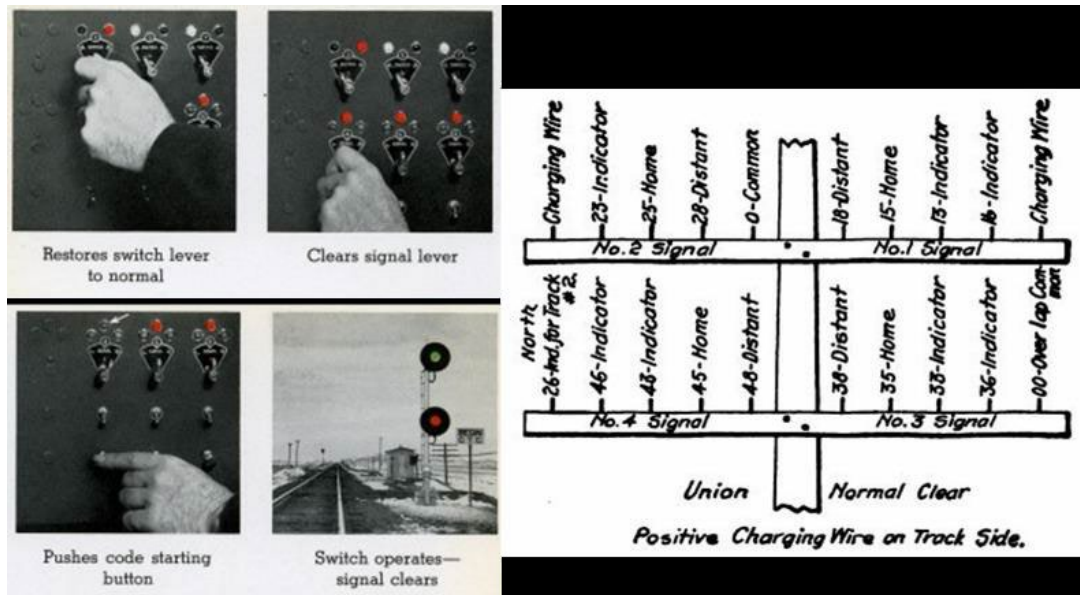 Restores switch lever
to normal
Clears signal lever
Pushes code starting
button
Switch operates—
signal clears
Charging Wire
23-Indicator
25-Home
28-Distant
0-Common
18-Distant
15-Home
13-Indicator
16-Indicator
Charging Wire
No.2 Signal
No.1 Signal
North
26-Ind. for Track
#2.
46-Indicator
43-Indicator
45-Home
48-Distant
38-Distant
35-Home
33-Indicator
36-Indicator
00-Overlap Com-
mon
No.4 Signal
No.3 Signal
Union
Normal Clear
Positive Charging Wire on Track Side.